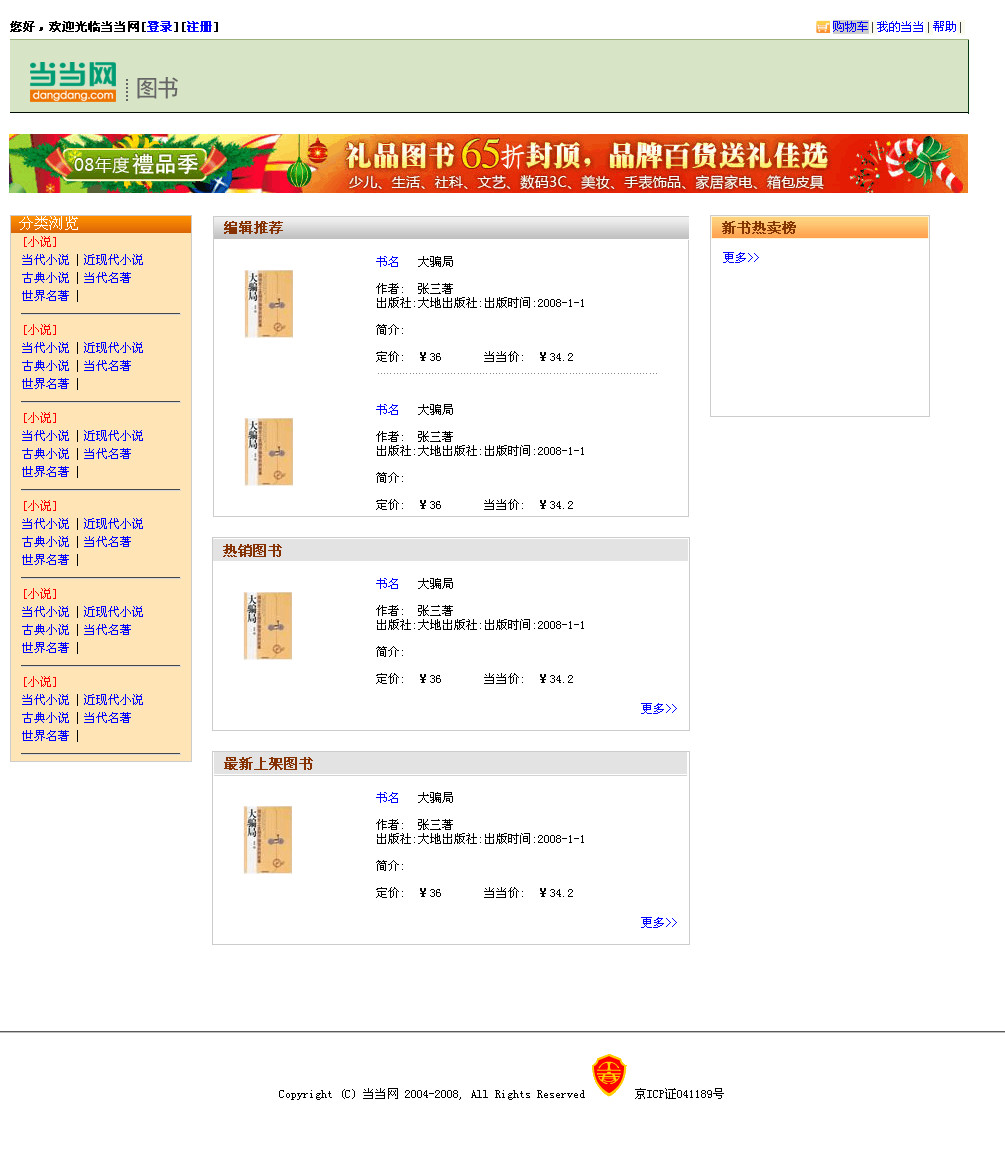 您好，欢迎光临当当网[登录][注册]
购物车 | 我的当当 | 帮助 |
当当网
dangdang.com
图书
08年度禮品季
礼品图书65折封顶，品牌百货送礼佳选
少儿、生活、社科、文艺、数码3C、美妆、手表饰品、家居家电、箱包皮具
分类浏览
[小说]
当代小说 | 近现代小说
古典小说 | 当代名著
世界名著 |
[小说]
当代小说 | 近现代小说
古典小说 | 当代名著
世界名著 |
[小说]
当代小说 | 近现代小说
古典小说 | 当代名著
世界名著 |
[小说]
当代小说 | 近现代小说
古典小说 | 当代名著
世界名著 |
[小说]
当代小说 | 近现代小说
古典小说 | 当代名著
世界名著 |
[小说]
当代小说 | 近现代小说
古典小说 | 当代名著
世界名著 |
编辑推荐
大骗局
书名 大骗局
作者: 张三著
出版社:大地出版社:出版时间:2008-1-1
简介:
定价: ￥36 当当价: ￥34.2
大骗局
书名 大骗局
作者: 张三著
出版社:大地出版社:出版时间:2008-1-1
简介:
定价: ￥36 当当价: ￥34.2
热销图书
大骗局
书名 大骗局
作者: 张三著
出版社:大地出版社:出版时间:2008-1-1
简介:
定价: ￥36 当当价: ￥34.2
更多>>
最新上架图书
大骗局
书名 大骗局
作者: 张三著
出版社:大地出版社:出版时间:2008-1-1
简介:
定价: ￥36 当当价: ￥34.2
更多>>
新书热卖榜
更多>>
Copyright (C) 当当网 2004-2008, All Rights Reserved 京ICP证041189号